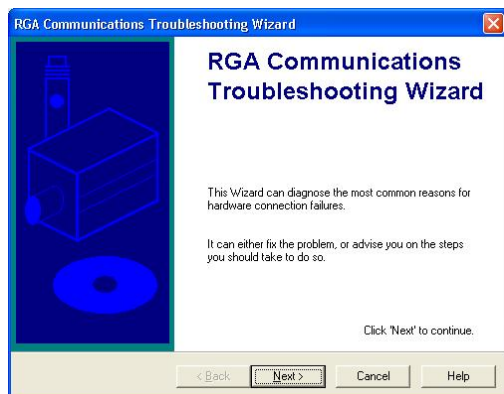 RGA Communications Troubleshooting Wizard
RGA Communications
Troubleshooting Wizard
This Wizard can diagnose the most common reasons for
hardware connection failures.
It can either fix the problem, or advise you on the steps
you should take to do so.
Click 'Next' to continue.
< Back Next > Cancel Help